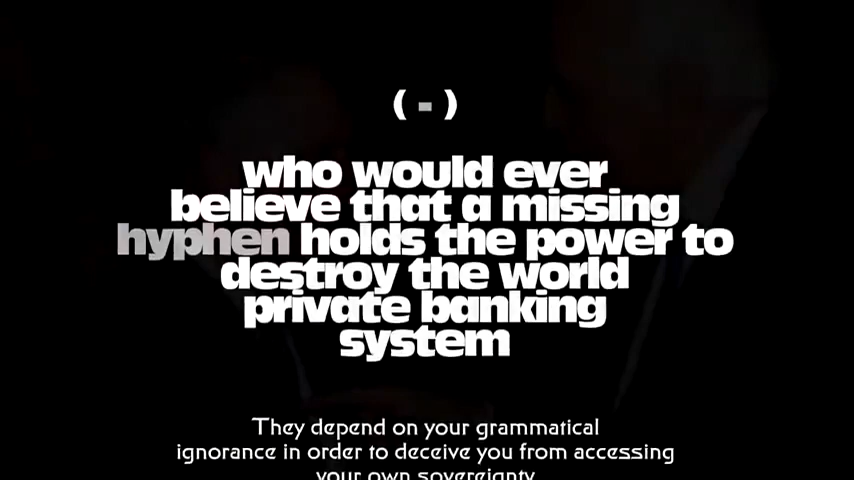 ( - )
who would ever
believe that a missing
hyphen holds the power to
destroy the world
private banking
system
They depend on your grammatical
ignorance in order to deceive you from accessing
your own sovereignty